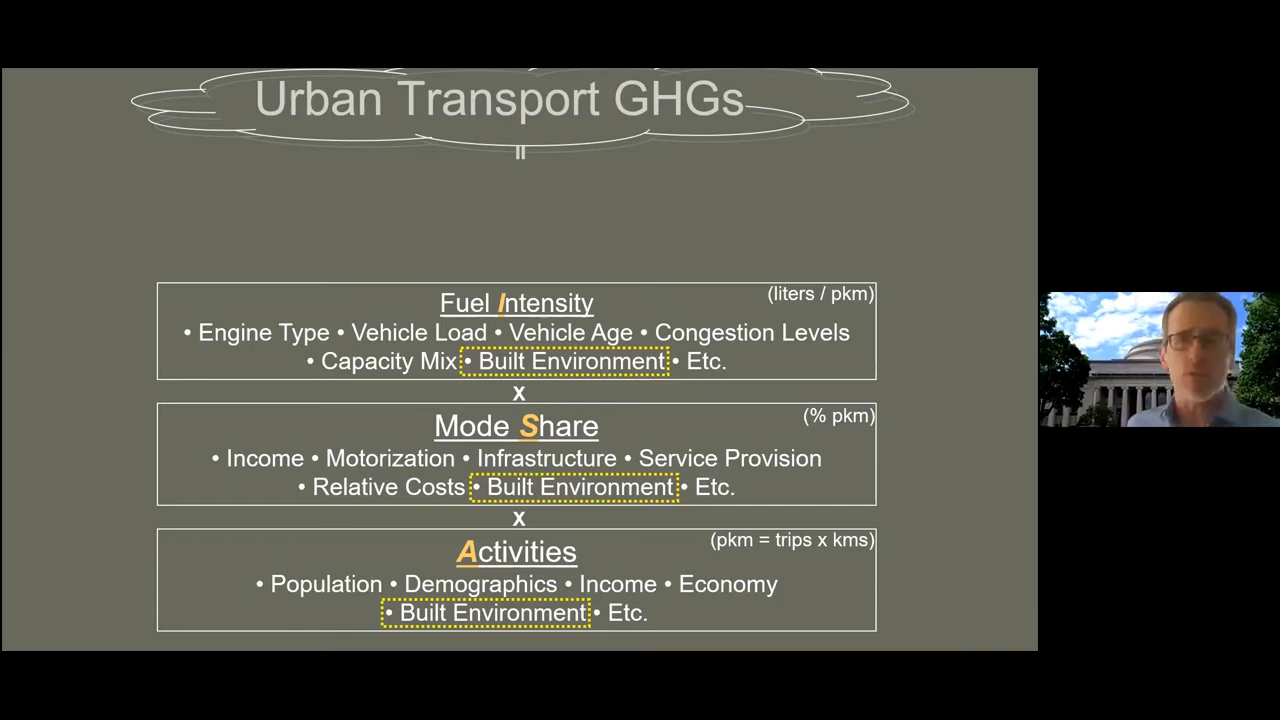 Urban Transport GHGs
=
Fuel Intensity
(liters / pkm)
• Engine Type • Vehicle Load • Vehicle Age • Congestion Levels
• Capacity Mix • Built Environment • Etc.
x
Mode Share
(% pkm)
• Income • Motorization • Infrastructure • Service Provision
• Relative Costs • Built Environment • Etc.
x
Activities
(pkm = trips x kms)
• Population • Demographics • Income • Economy
• Built Environment • Etc.